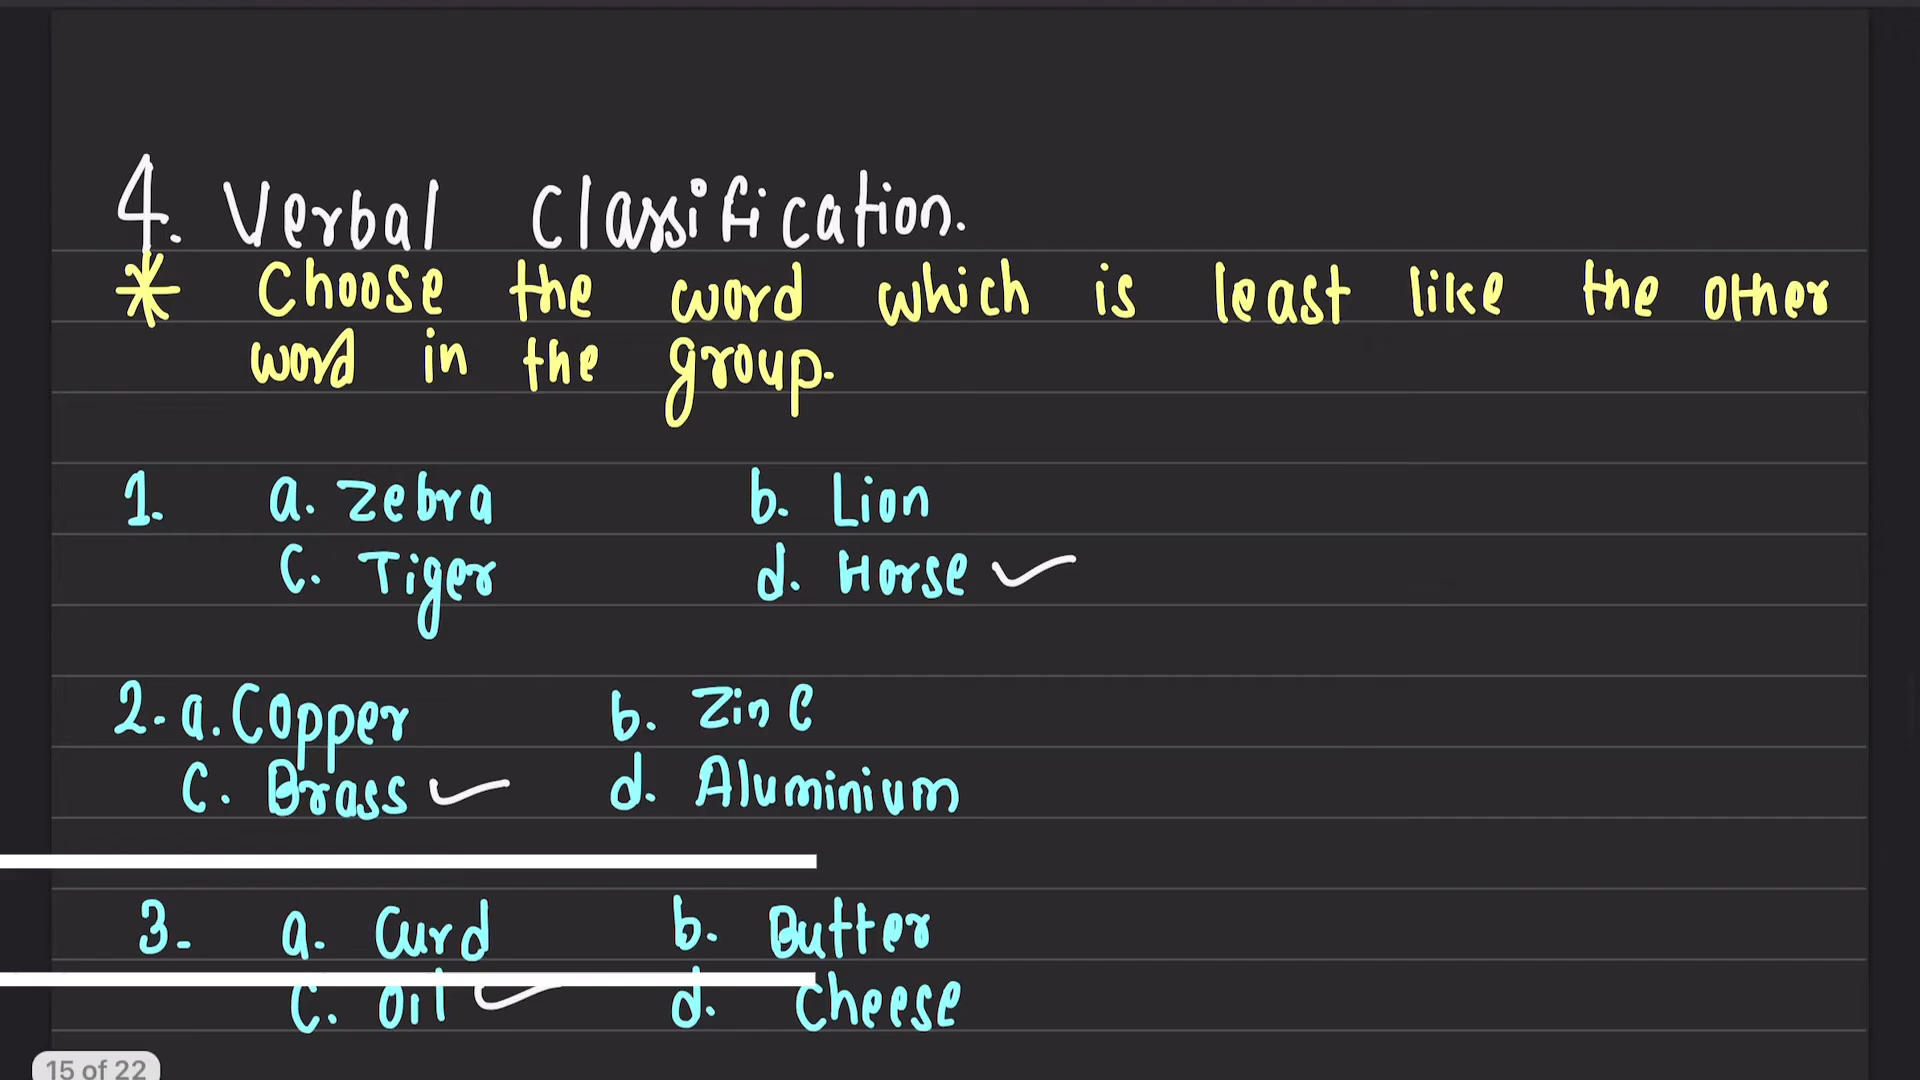 4. Verbal Classification.
* Choose the word which is least like the other
word in the group.
1. a. Zebra b. Lion
c. Tiger d. Horse
2. a. Copper b. Zinc
c. Brass d. Aluminium
3. a. Curd b. Butter
c. Oil d. Cheese
15 of 22